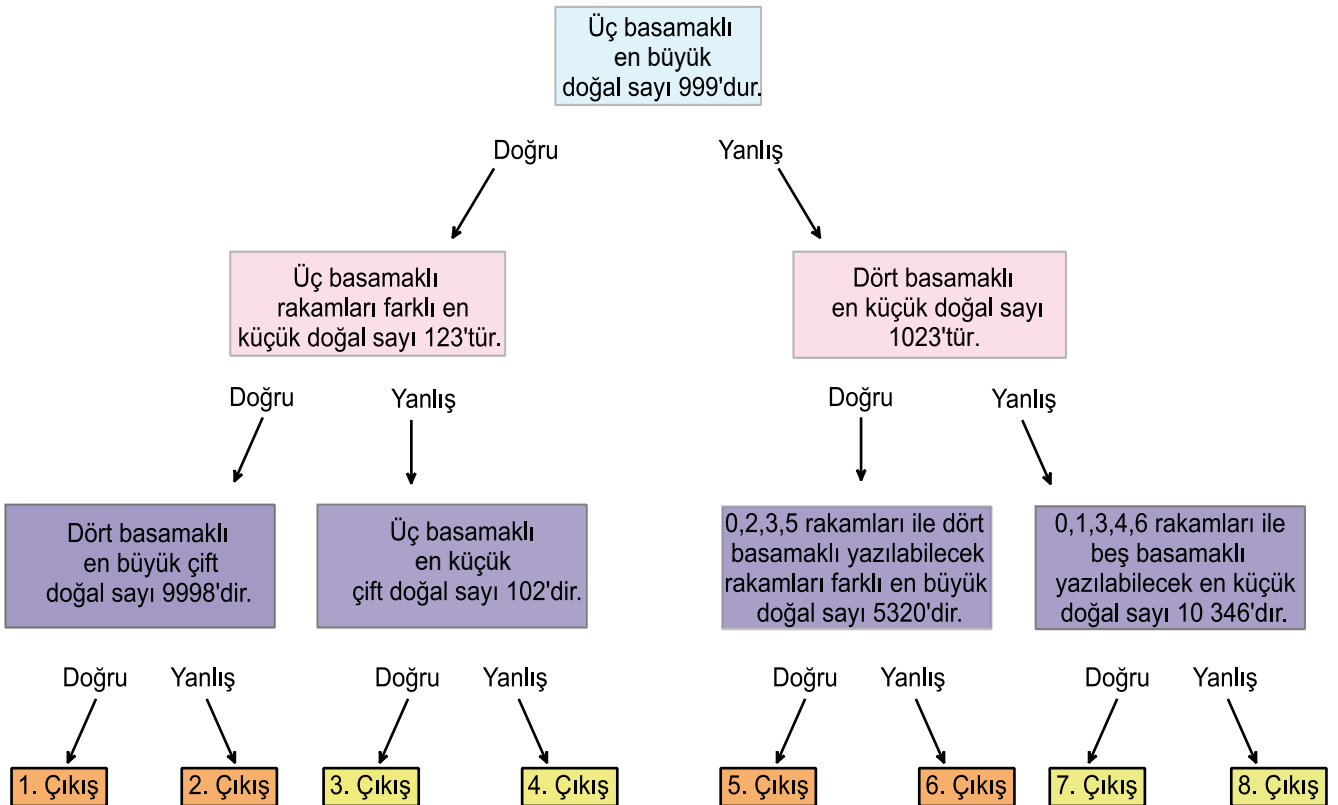 Üç basamaklı
en büyük
doğal sayı 999'dur.
Doğru
Yanlış
Üç basamaklı
rakamları farklı en
küçük doğal sayı 123'tür.
Dört basamaklı
en küçük doğal sayı
1023'tür.
Doğru
Yanlış
Doğru
Yanlış
Dört basamaklı
en büyük çift
doğal sayı 9998'dir.
Üç basamaklı
en küçük
çift doğal sayı 102'dir.
0,2,3,5 rakamları ile dört
basamaklı yazılabilecek
rakamları farklı en büyük
doğal sayı 5320'dir.
0,1,3,4,6 rakamları ile
beş basamaklı
yazılabilecek en küçük
doğal sayı 10 346'dır.
Doğru
Yanlış
Doğru
Yanlış
Doğru
Yanlış
Doğru
Yanlış
1. Çıkış
2. Çıkış
3. Çıkış
4. Çıkış
5. Çıkış
6. Çıkış
7. Çıkış
8. Çıkış